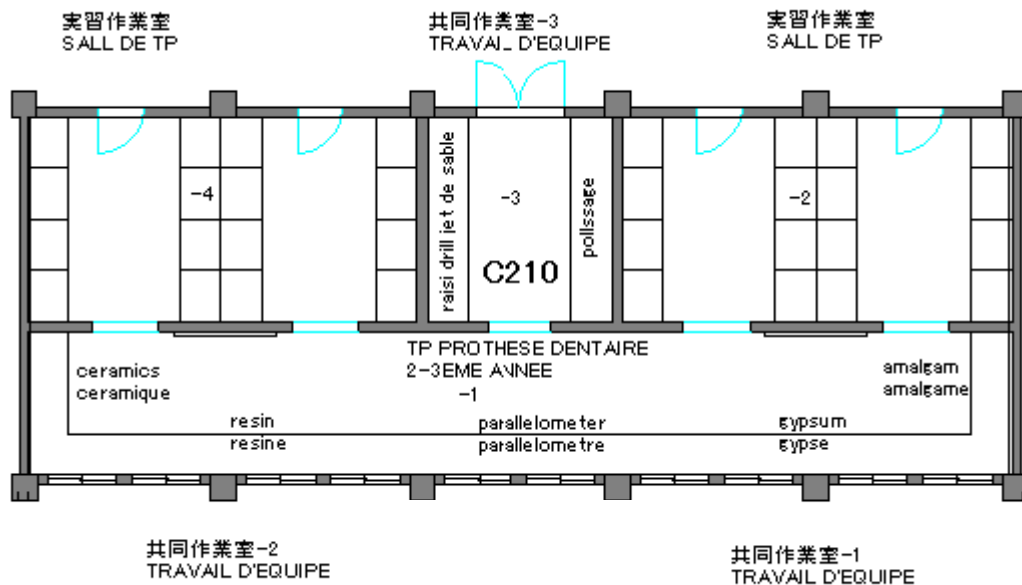 実習作業室
SALL DE TP
共同作業室-3
TRAVAIL D'EQUIPE
実習作業室
SALL DE TP
-4
raisi drill jet de sable
-3
C210
polissage
-2
TP PROTHESE DENTAIRE
2-3EME ANNEE
-1
ceramics
ceramique
amalgam
amalgame
resin
resine
parallelometer
parallelometre
gypsum
gypse
共同作業室-2
TRAVAIL D'EQUIPE
共同作業室-1
TRAVAIL D'EQUIPE